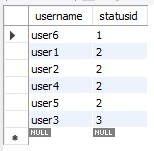 username statusid
user6 1
user1 2
user2 2
user4 2
user5 2
user3 3
NULL NULL